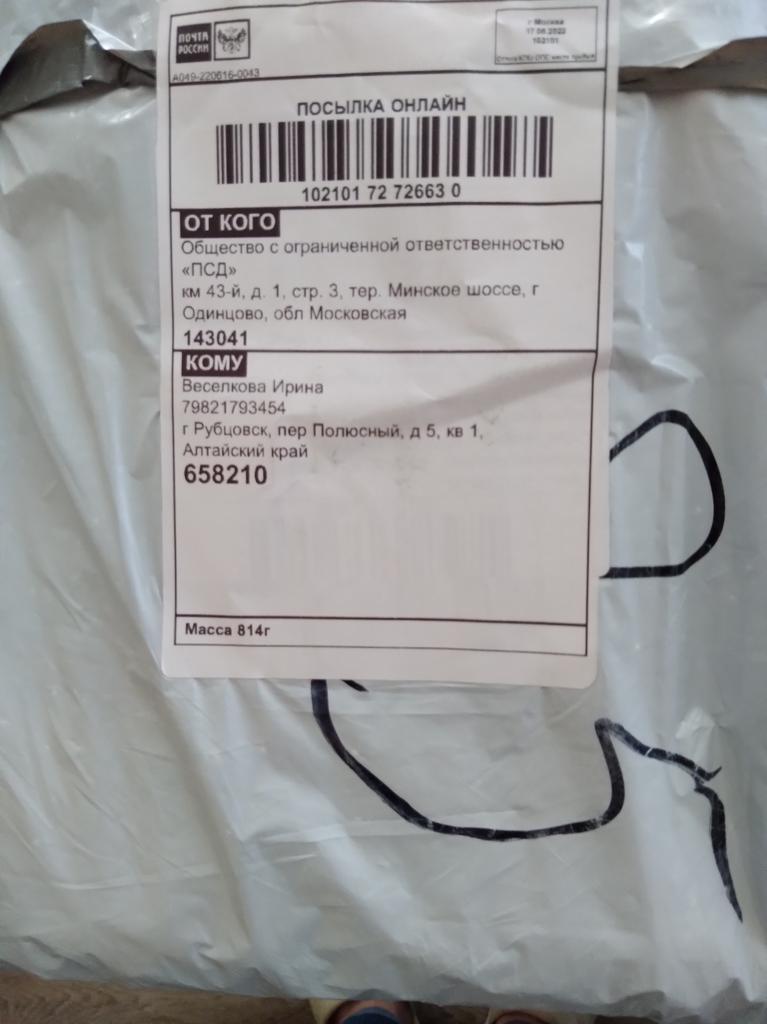 ПОЧТА
РОССИИ
г Москва
17.06.2022
102101
А049-220616-0043
ПОСЫЛКА ОНЛАЙН
102101 72 72663 0
ОТ КОГО
Общество с ограниченной ответственностью
«ПСД»
км 43-й, д. 1, стр. 3, тер. Минское шоссе, г
Одинцово, обл Московская
143041
КОМУ
Веселкова Ирина
79821793454
г Рубцовск, пер Полюсный, д 5, кв 1,
Алтайский край
658210
Масса 814г